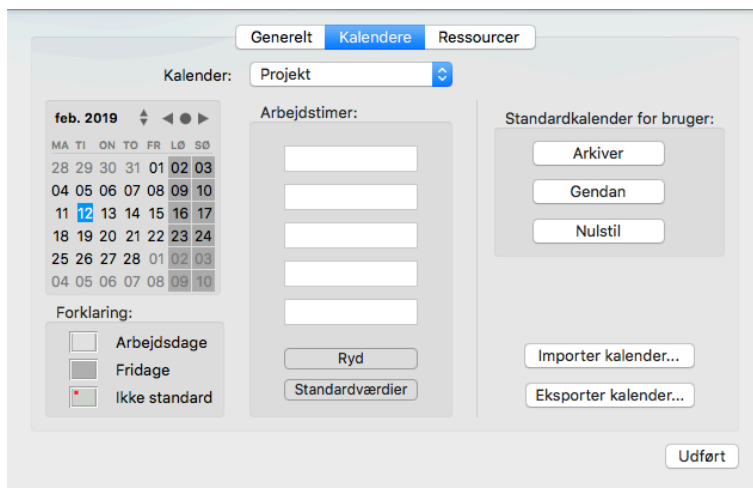 Generelt Kalendere Ressourcer
Kalender: Projekt
feb. 2019
MA TI ON TO FR LØ SØ
28 29 30 31 01 02 03
04 05 06 07 08 09 10
11 12 13 14 15 16 17
18 19 20 21 22 23 24
25 26 27 28 01 02 03
04 05 06 07 08 09 10
Forklaring:
Arbejdsdage
Fridage
Ikke standard
Arbejdstimer:
Ryd
Standardværdier
Standardkalender for bruger:
Arkiver
Gendan
Nulstil
Importer kalender...
Eksporter kalender...
Udført